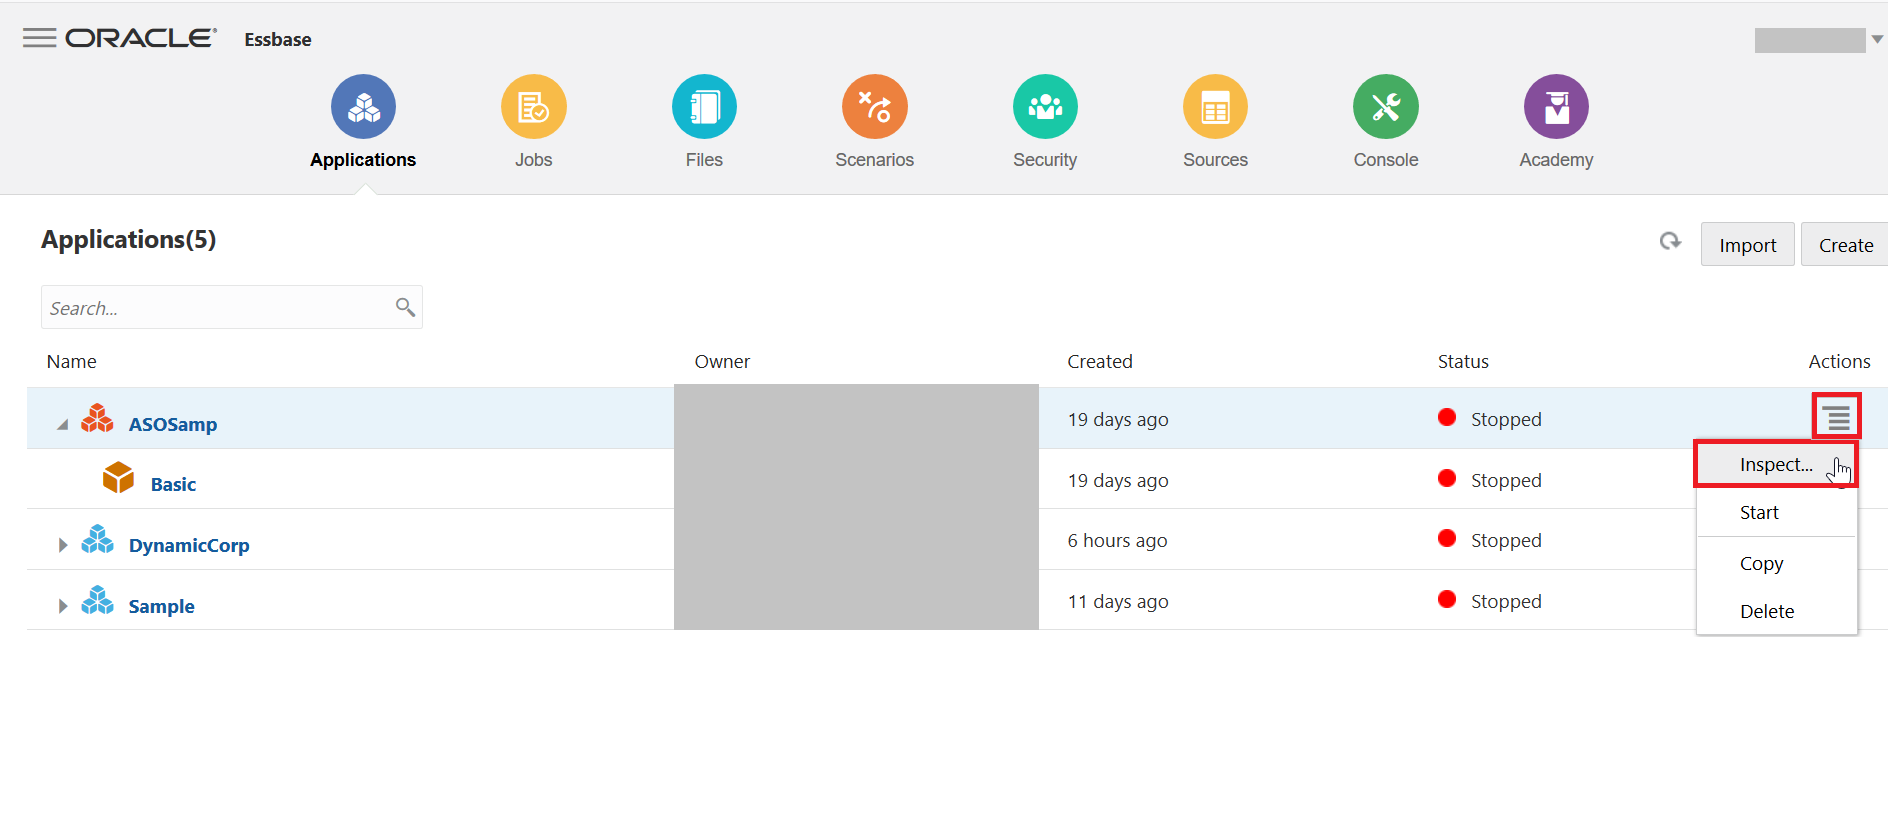 ORACLE® Essbase
Applications Jobs Files Scenarios Security Sources Console Academy
Applications(5)
Import Create
Search...
Name Owner Created Status Actions
ASOSamp 19 days ago Stopped
Inspect...
Basic 19 days ago Stopped
Start
DynamicCorp 6 hours ago Stopped
Copy
Sample 11 days ago Stopped
Delete